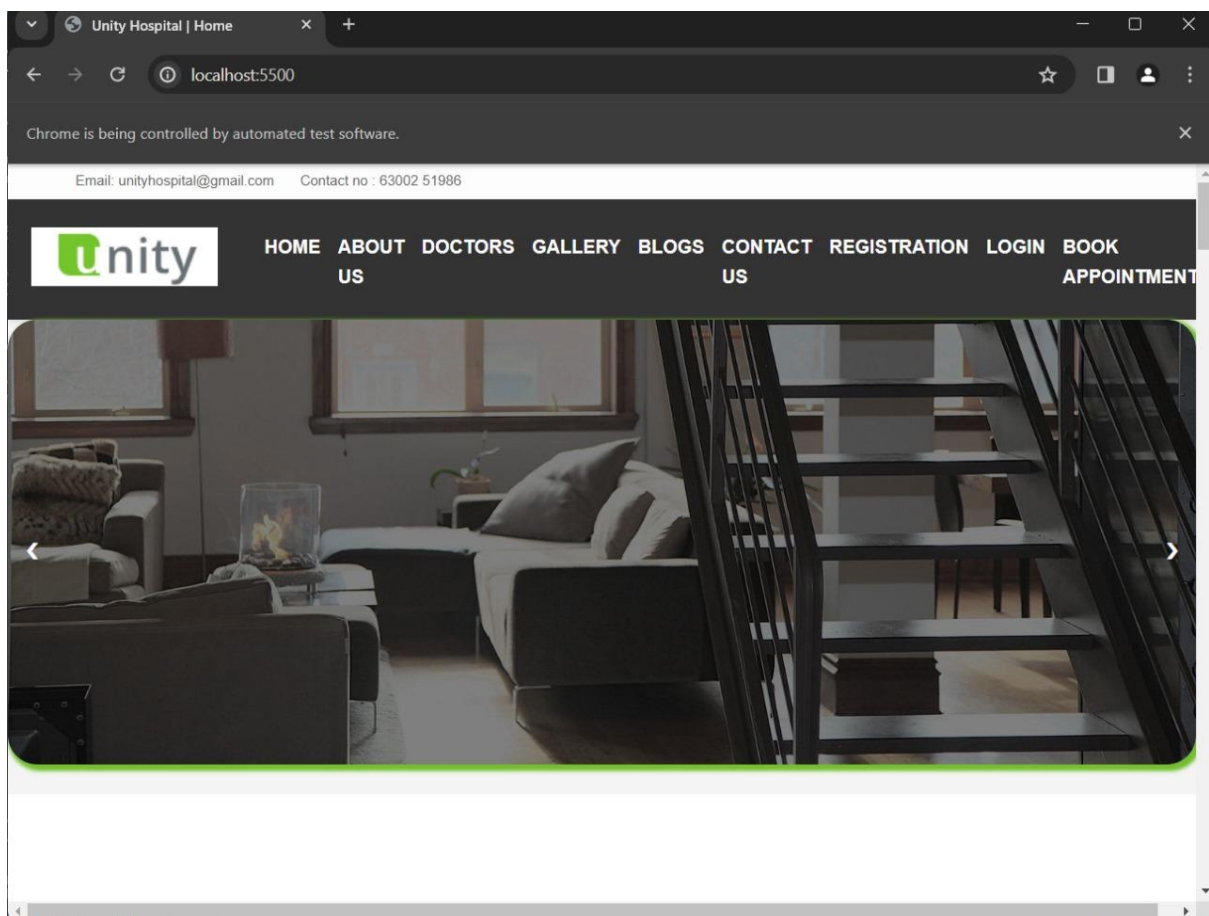 Unity Hospital | Home
localhost:5500
Chrome is being controlled by automated test software.
Email: unityhospital@gmail.com Contact no : 63002 51986
unity
HOME ABOUT US DOCTORS GALLERY BLOGS CONTACT US REGISTRATION LOGIN BOOK APPOINTMENT